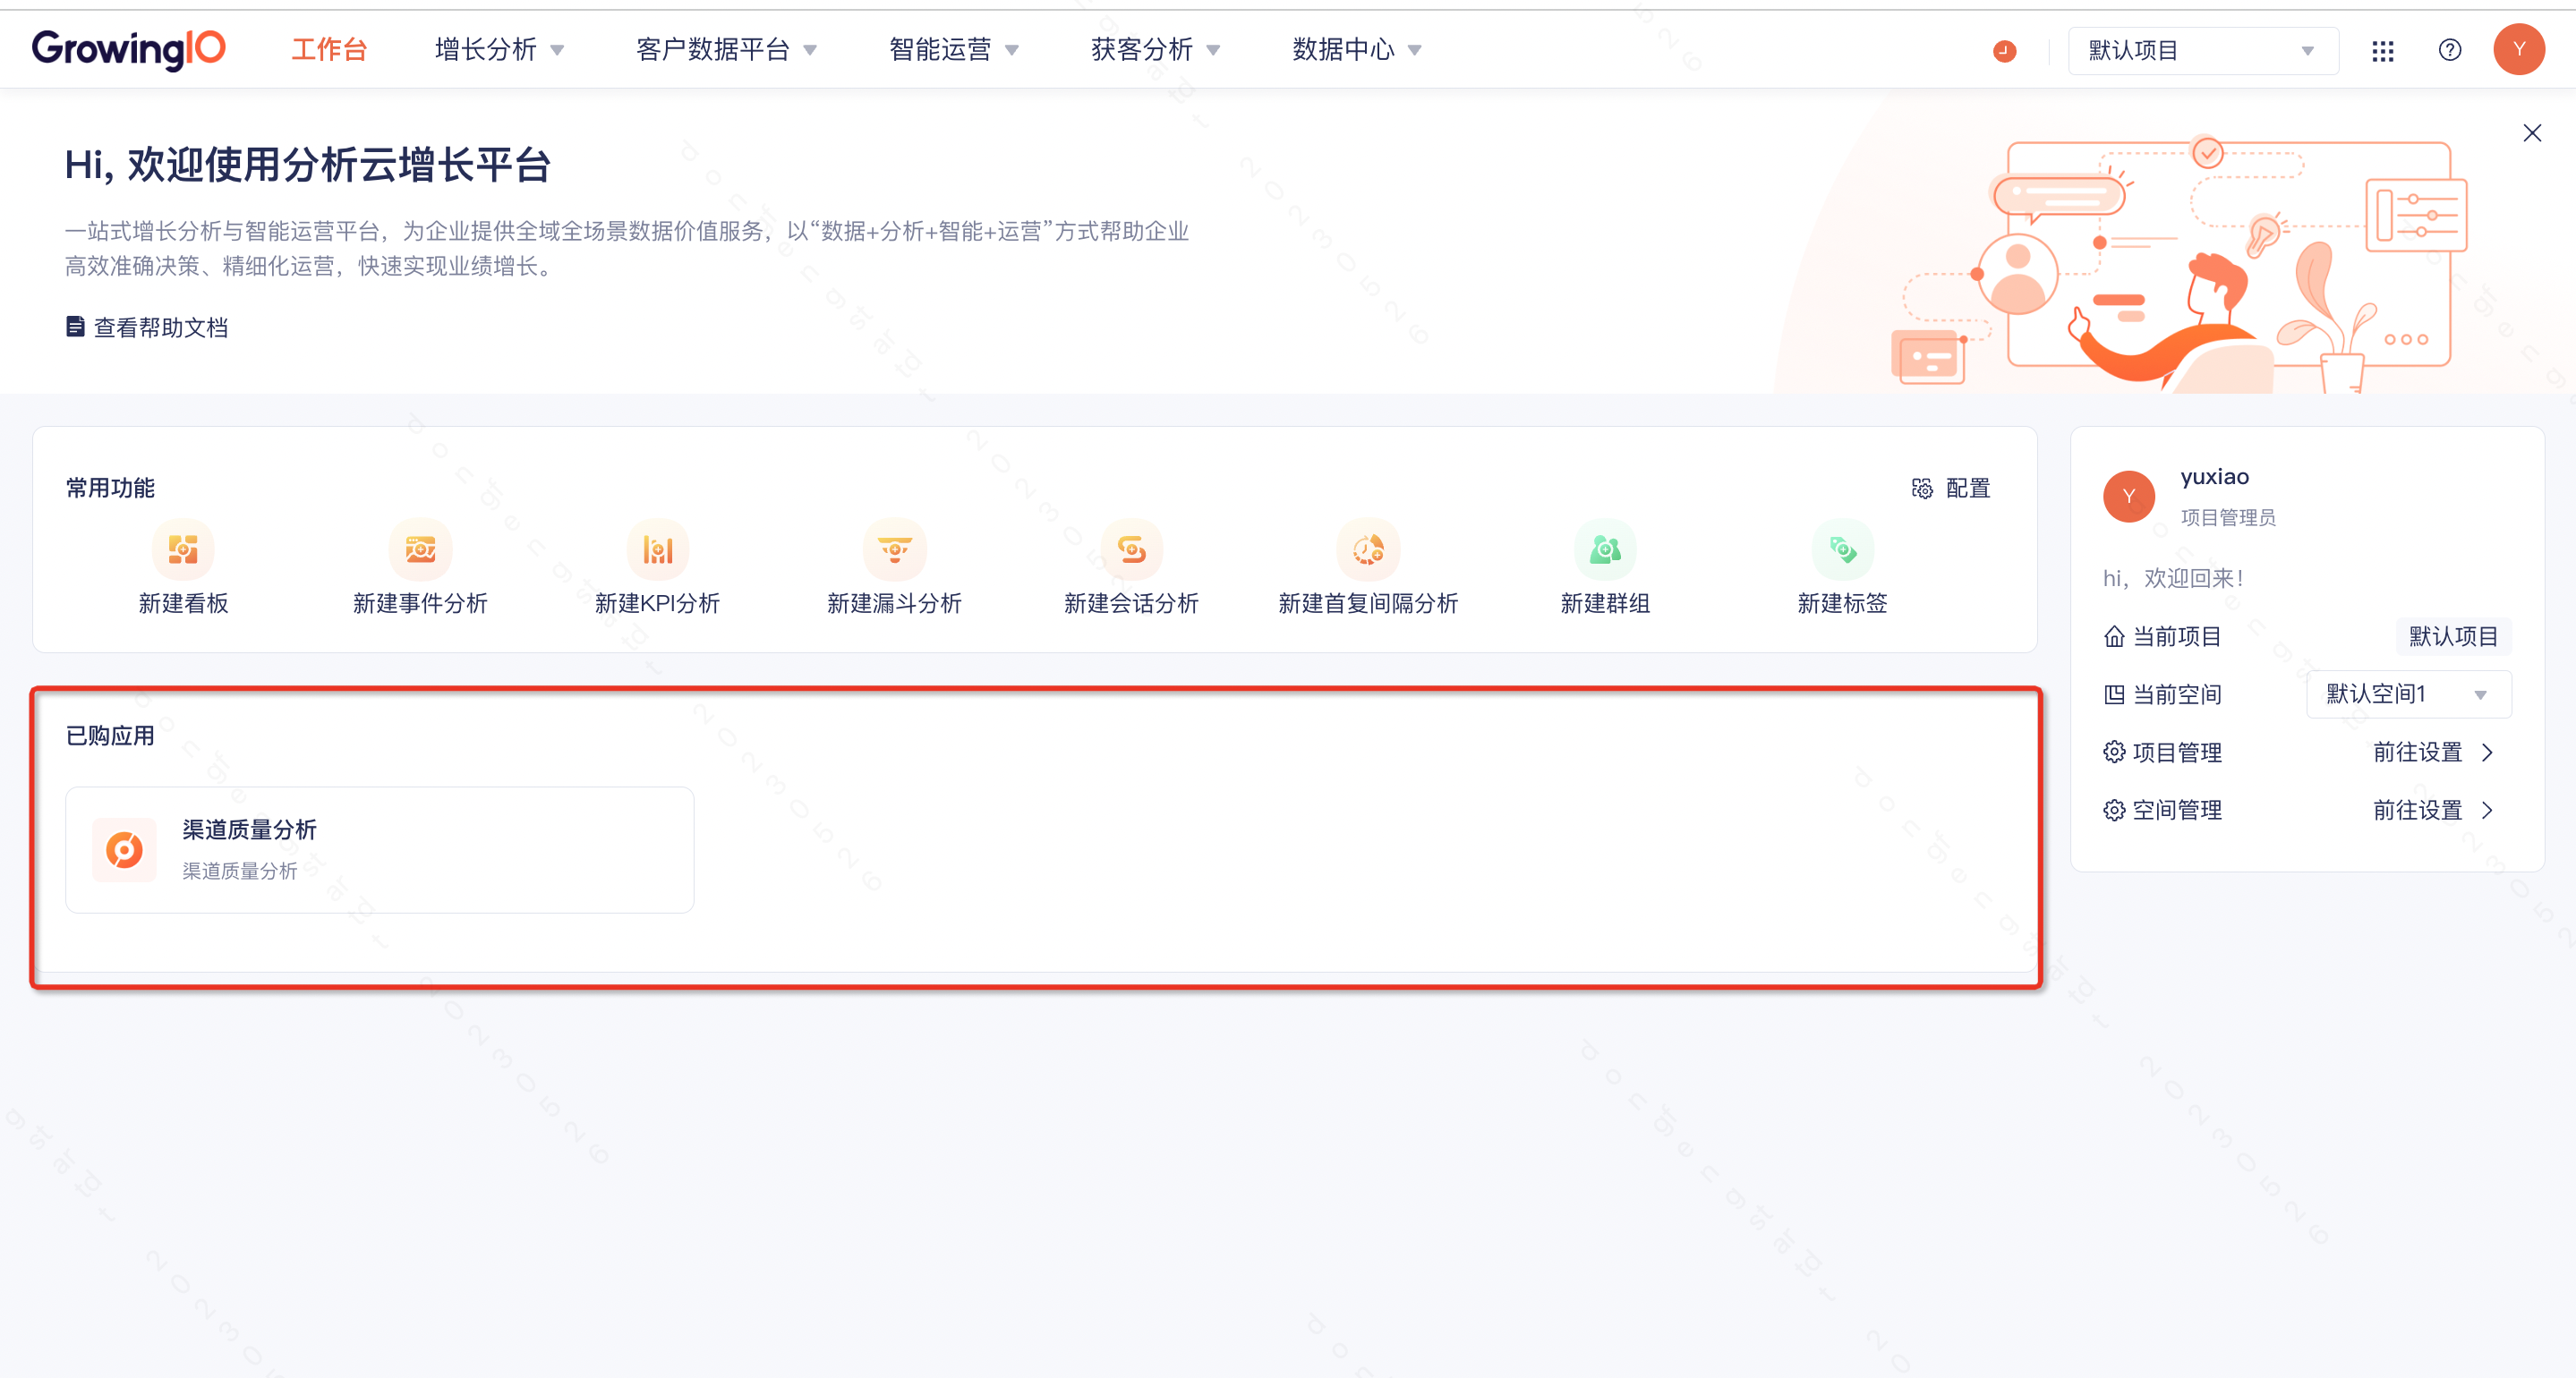 GrowingIO 工作台 增长分析 客户数据平台 智能运营 获客分析 数据中心 默认项目 Y
Hi, 欢迎使用分析云增长平台
一站式增长分析与智能运营平台，为企业提供全域全场景数据价值服务，以“数据+分析+智能+运营”方式帮助企业
高效准确决策、精细化运营，快速实现业绩增长。
查看帮助文档
常用功能 配置
新建看板 新建事件分析 新建KPI分析 新建漏斗分析 新建会话分析 新建首复间隔分析 新建群组 新建标签
已购应用
渠道质量分析
渠道质量分析
Y yuxiao
项目管理员
hi，欢迎回来！
当前项目 默认项目
当前空间 默认空间1
项目管理 前往设置
空间管理 前往设置